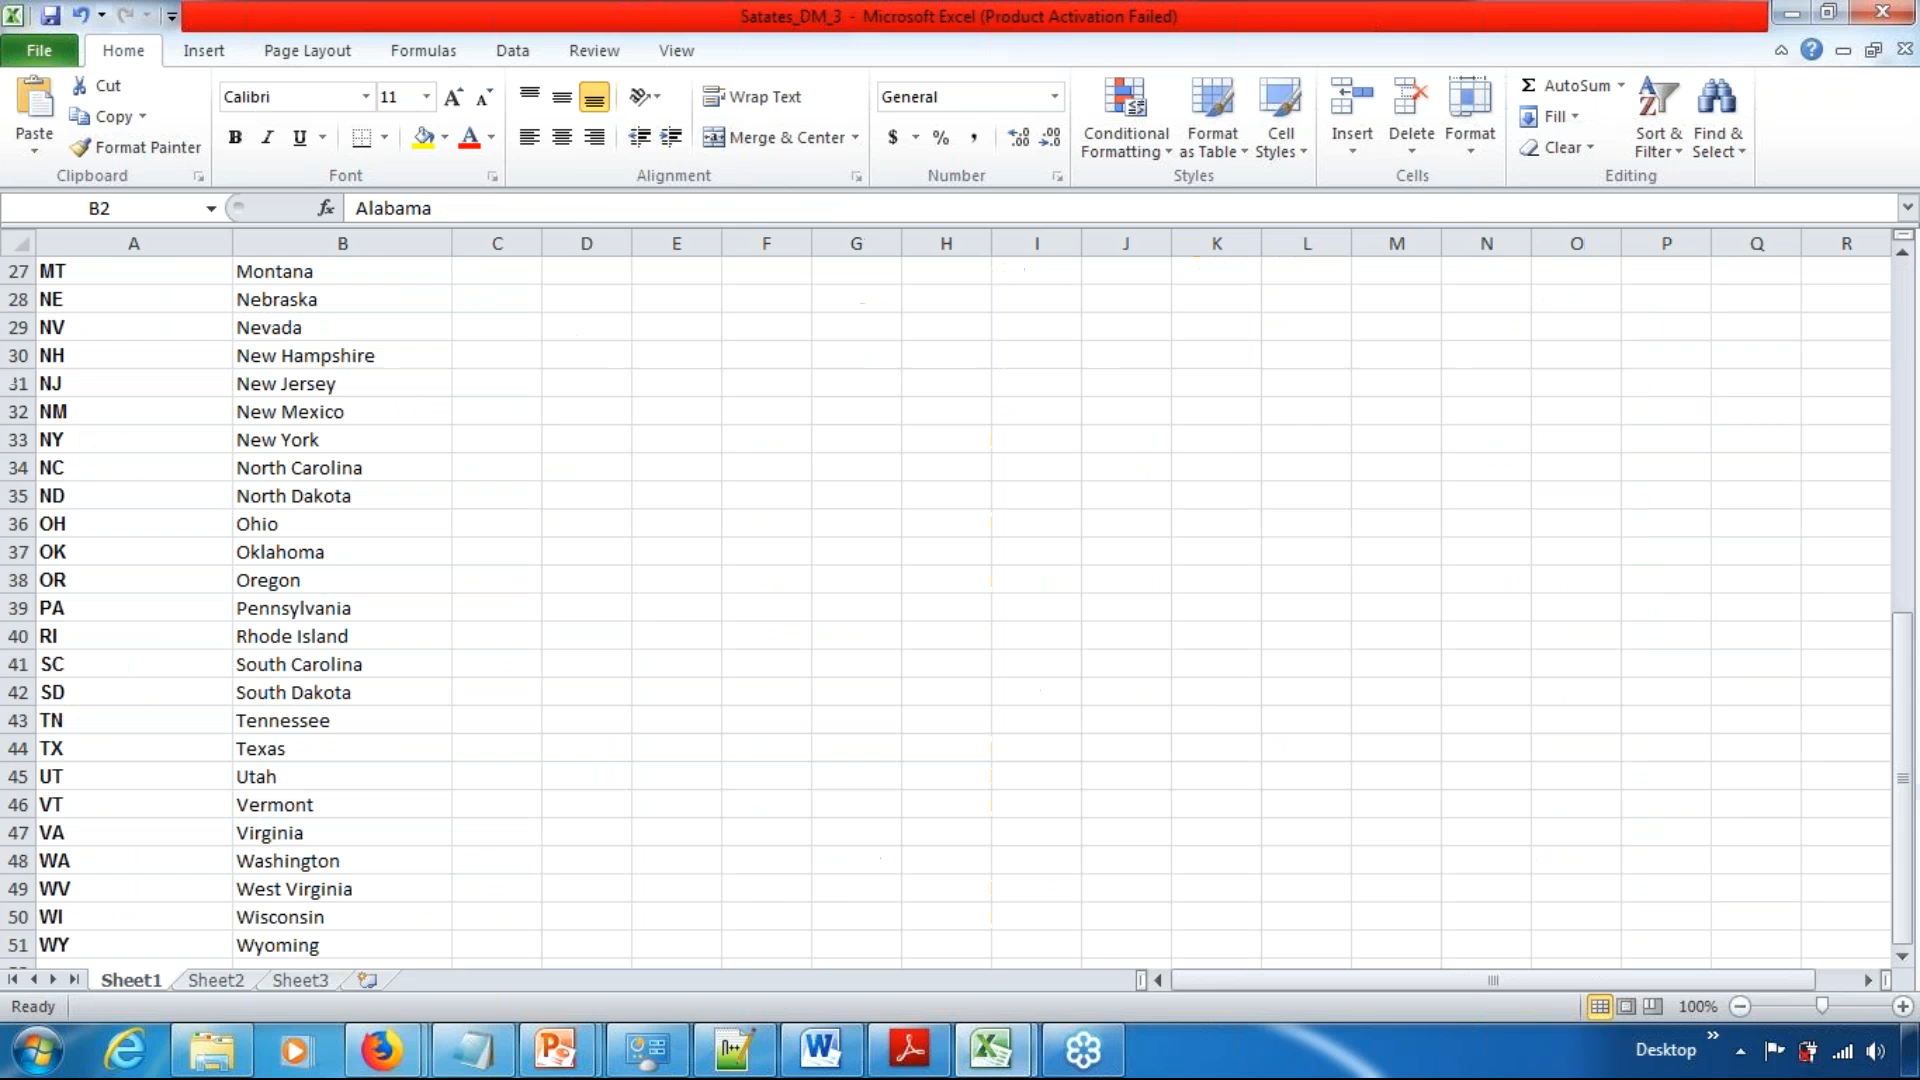 Satates_DM_3 - Microsoft Excel (Product Activation Failed)
File Home Insert Page Layout Formulas Data Review View
Cut
Copy
Format Painter
Paste
Clipboard
Calibri 11
B I U
Font
Wrap Text
Merge & Center
Alignment
General
$ % ,
Number
Conditional Formatting
Format as Table
Cell Styles
Styles
Insert Delete Format
Cells
Σ AutoSum
Fill
Clear
Sort & Filter
Find & Select
Editing
B2 fx Alabama
A B C D E F G H I J K L M N O P Q R
27 MT Montana
28 NE Nebraska
29 NV Nevada
30 NH New Hampshire
31 NJ New Jersey
32 NM New Mexico
33 NY New York
34 NC North Carolina
35 ND North Dakota
36 OH Ohio
37 OK Oklahoma
38 OR Oregon
39 PA Pennsylvania
40 RI Rhode Island
41 SC South Carolina
42 SD South Dakota
43 TN Tennessee
44 TX Texas
45 UT Utah
46 VT Vermont
47 VA Virginia
48 WA Washington
49 WV West Virginia
50 WI Wisconsin
51 WY Wyoming
Sheet1 Sheet2 Sheet3
Ready 100%
Desktop